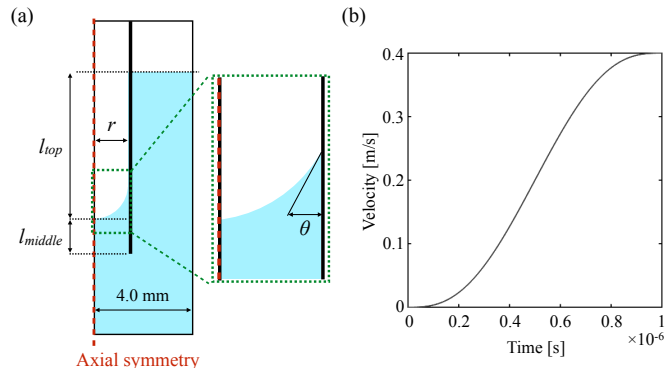 (a)
r
l_top
l_middle
θ
4.0 mm
Axial symmetry
(b)
Velocity [m/s]
0.4
0.3
0.2
0.1
0
0 0.2 0.4 0.6 0.8 1
×10^-6
Time [s]